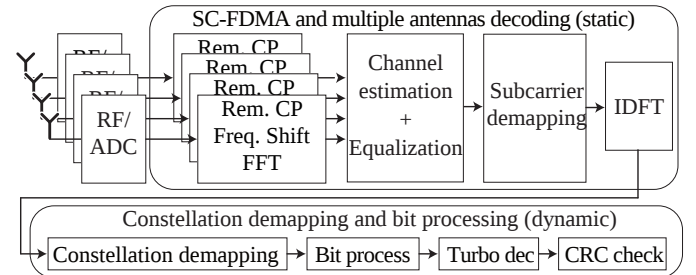 SC-FDMA and multiple antennas decoding (static)
RF/
RF/
RF/
RF/
ADC
Rem. CP
Rem. CP
Rem. CP
Rem. CP
Freq. Shift
FFT
Channel
estimation
+
Equalization
Subcarrier
demapping
IDFT
Constellation demapping and bit processing (dynamic)
Constellation demapping
Bit process
Turbo dec
CRC check